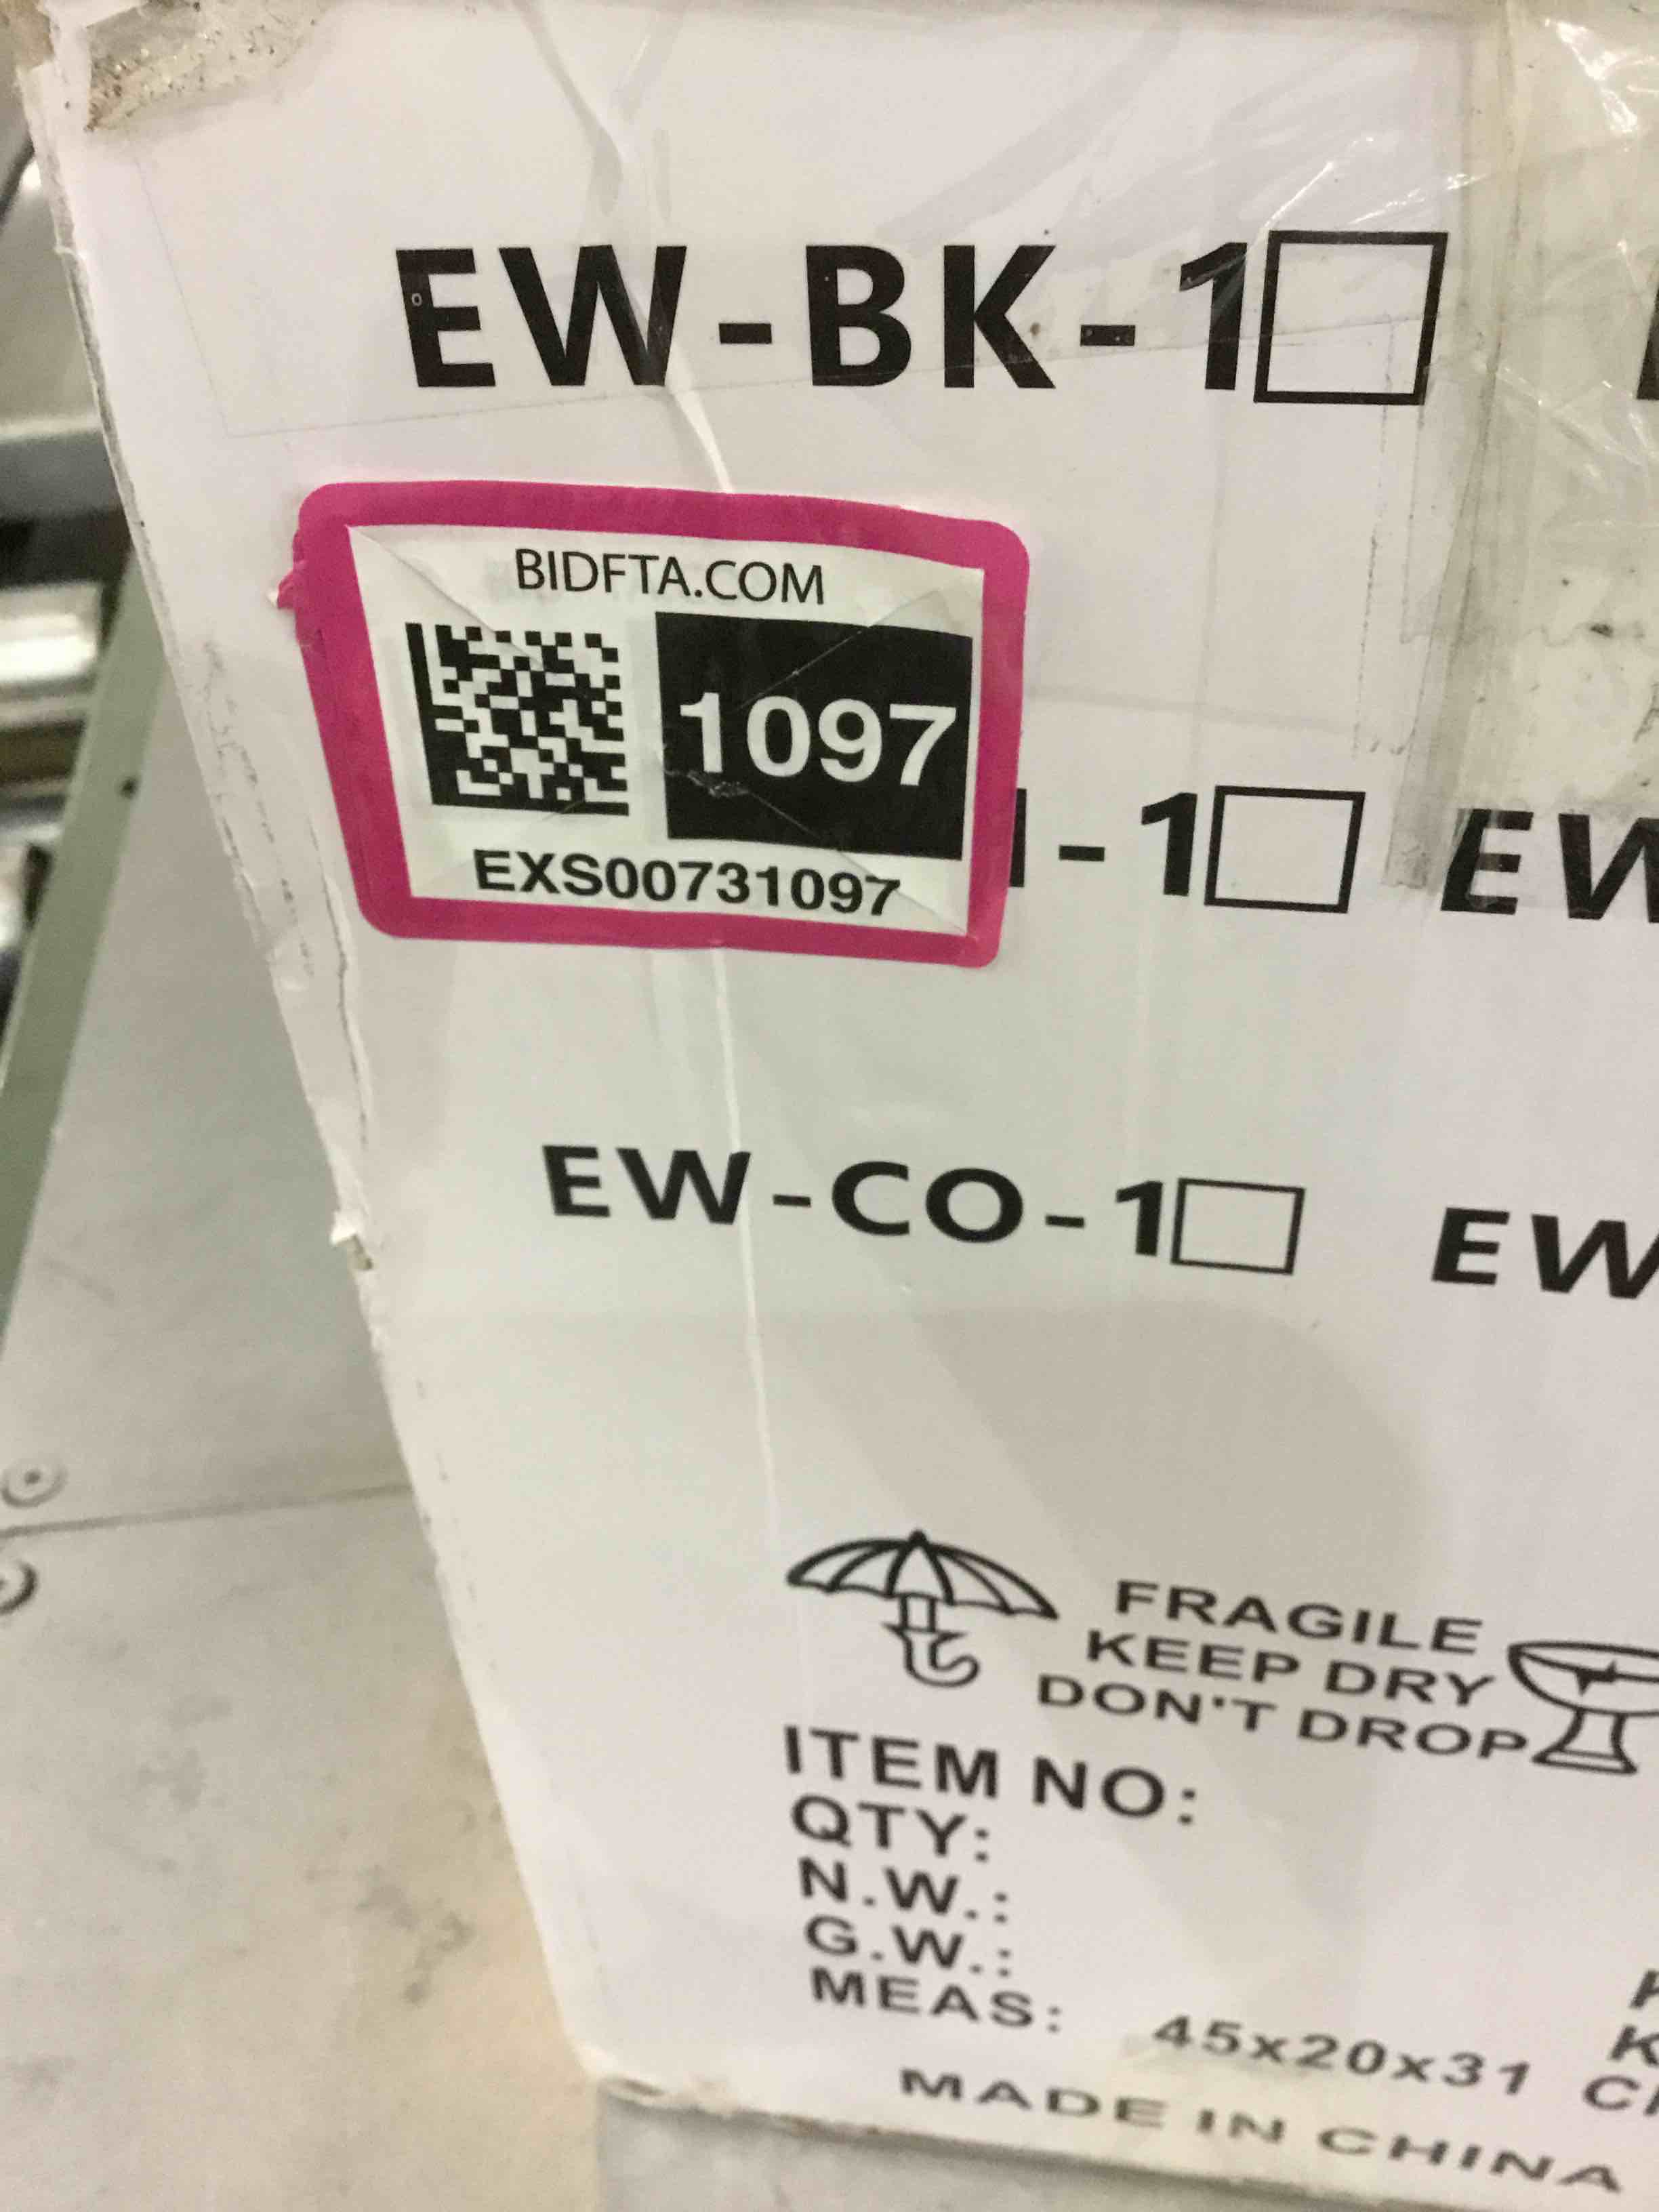 EW-BK-1
BIDFTA.COM
1097
EXS00731097
-1 EW
EW-CO-1 EW
FRAGILE
KEEP DRY
DON'T DROP
ITEM NO:
QTY:
N.W.:
G.W.:
MEAS: 45x20x31
MADE IN CHINA